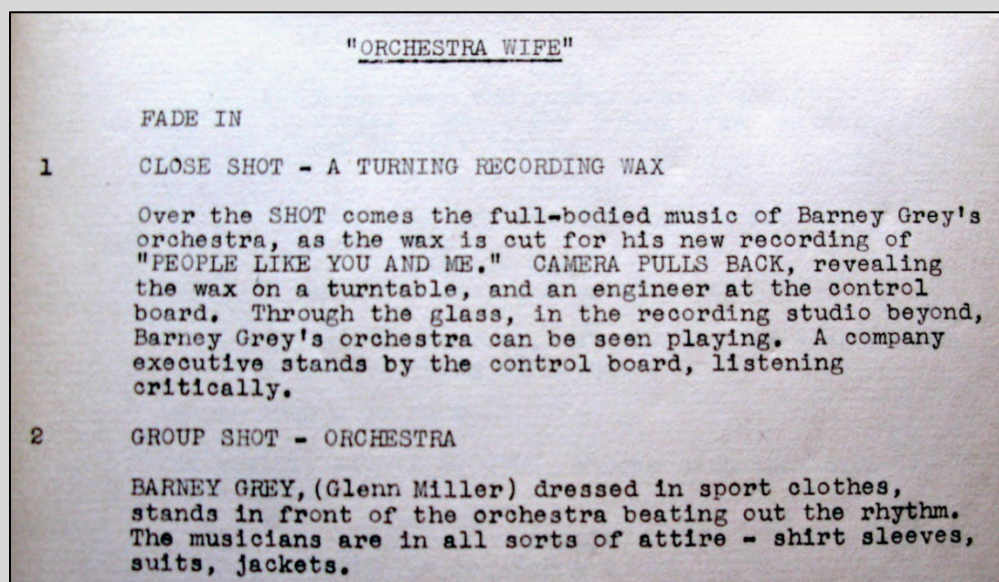 "ORCHESTRA WIFE"
FADE IN
1 CLOSE SHOT - A TURNING RECORDING WAX
Over the SHOT comes the full-bodied music of Barney Grey's
orchestra, as the wax is cut for his new recording of
"PEOPLE LIKE YOU AND ME."  CAMERA PULLS BACK, revealing
the wax on a turntable, and an engineer at the control
board.  Through the glass, in the recording studio beyond,
Barney Grey's orchestra can be seen playing.  A company
executive stands by the control board, listening
critically.
2 GROUP SHOT - ORCHESTRA
BARNEY GREY, (Glenn Miller) dressed in sport clothes,
stands in front of the orchestra beating out the rhythm.
The musicians are in all sorts of attire - shirt sleeves,
suits, jackets.